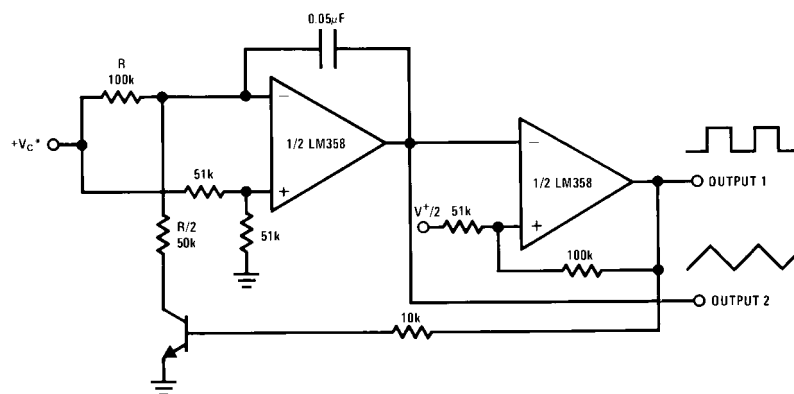 0.05μF
R
100k
+VC*
1/2 LM358
51k
51k
R/2
50k
V+/2
51k
1/2 LM358
100k
10k
OUTPUT 1
OUTPUT 2